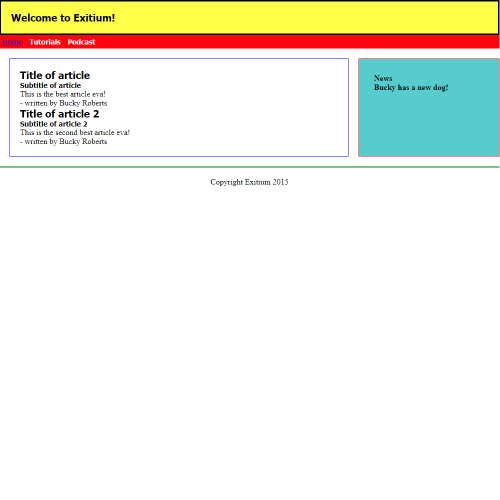 Welcome to Exitium!
Home Tutorials Podcast
Title of article
Subtitle of article
This is the best article eva!
- written by Bucky Roberts
Title of article 2
Subtitle of article 2
This is the second best article eva!
- written by Bucky Roberts
News
Bucky has a new dog!
Copyright Exitium 2015